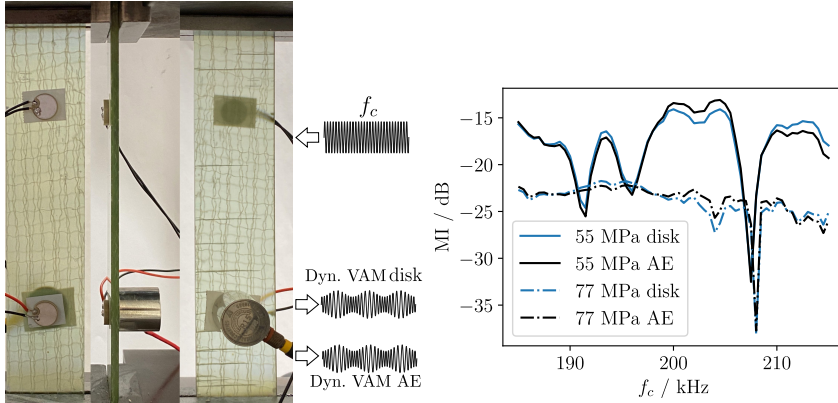 f_c
Dyn. VAM disk
Dyn. VAM AE
MI / dB
−15
−20
−25
−30
−35
55 MPa disk
55 MPa AE
77 MPa disk
77 MPa AE
190
200
210
f_c / kHz